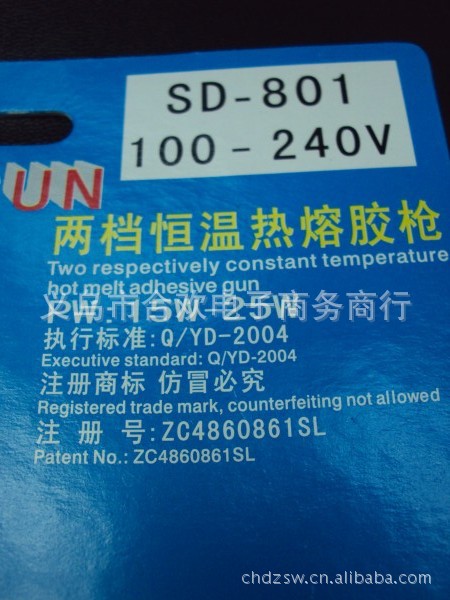 SD-801
100-240V
UN
两档恒温热熔胶枪
Two respectively constant temperature
hot melt adhesive gun
PW: 15W-25W
执行标准: Q/YD-2004
Executive standard: Q/YD-2004
注册商标 仿冒必究
Registered trade mark, counterfeiting not allowed
注 册 号: ZC4860861SL
Patent No.: ZC4860861SL
chdzsw.cn.alibaba.com